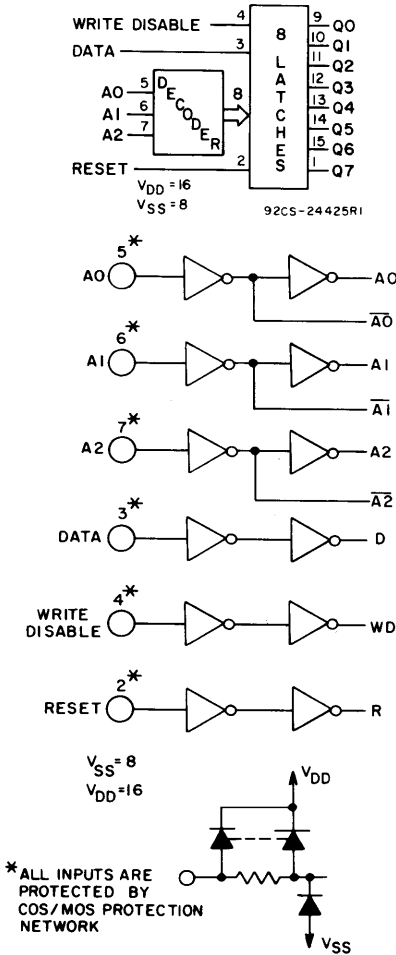 WRITE DISABLE 4
DATA 3
A0 5
A1 6
A2 7
DECODER
8
8 LATCHES
RESET 2
9 Q0
10 Q1
11 Q2
12 Q3
13 Q4
14 Q5
15 Q6
1 Q7
VDD=16
VSS=8
92CS-24425R1
5*
A0
A0
A0
6*
A1
A1
A1
7*
A2
A2
A2
3*
DATA
D
4*
WRITE
DISABLE
WD
2*
RESET
R
VSS=8
VDD=16
VDD
*ALL INPUTS ARE
PROTECTED BY
COS/MOS PROTECTION
NETWORK
VSS